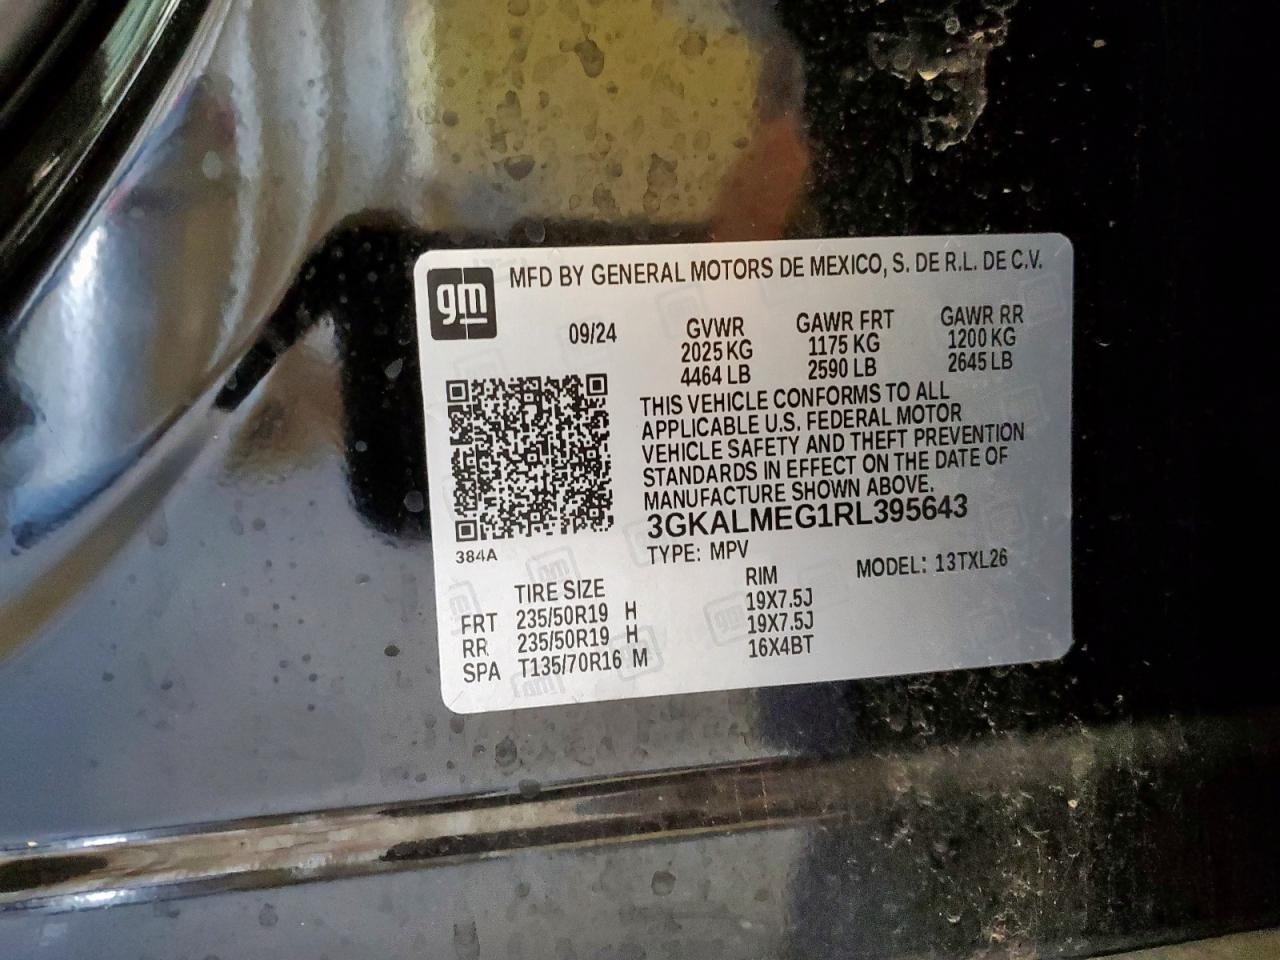 gm
MFD BY GENERAL MOTORS DE MEXICO, S. DE R.L. DE C.V.
09/24
GVWR GAWR FRT GAWR RR
2025 KG 1175 KG 1200 KG
4464 LB 2590 LB 2645 LB
THIS VEHICLE CONFORMS TO ALL
APPLICABLE U.S. FEDERAL MOTOR
VEHICLE SAFETY AND THEFT PREVENTION
STANDARDS IN EFFECT ON THE DATE OF
MANUFACTURE SHOWN ABOVE.
3GKALMEG1RL395643
384A
TYPE: MPV MODEL: 13TXL26
TIRE SIZE RIM
FRT 235/50R19 H 19X7.5J
RR 235/50R19 H 19X7.5J
SPA T135/70R16 M 16X4BT